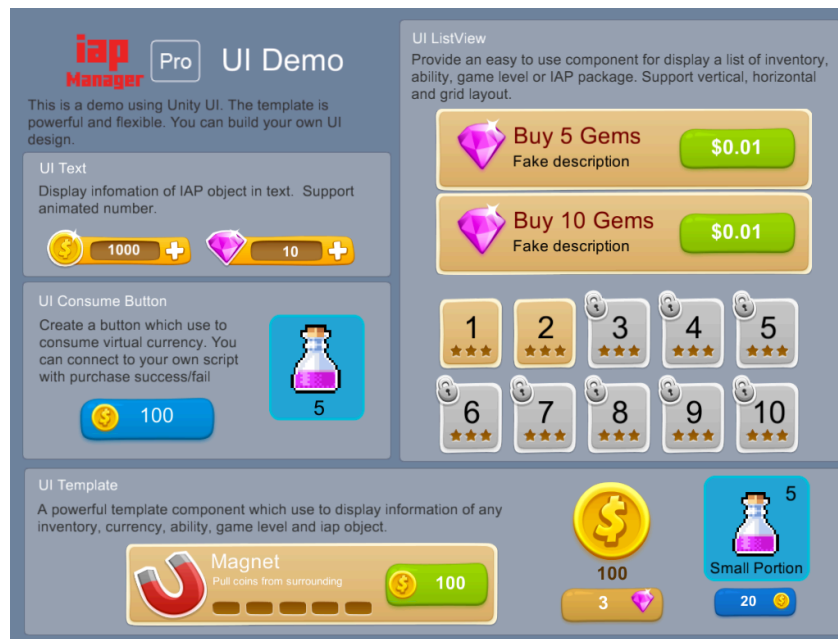 iap
Manager
Pro
UI Demo
This is a demo using Unity UI. The template is
powerful and flexible. You can build your own UI
design.
UI Text
Display infomation of IAP object in text. Support
animated number.
1000
10
UI Consume Button
Create a button which use to
consume virtual currency. You
can connect to your own script
with purchase success/fail
100
5
UI ListView
Provide an easy to use component for display a list of inventory,
ability, game level or IAP package. Support vertical, horizontal
and grid layout.
Buy 5 Gems
Fake description
$0.01
Buy 10 Gems
Fake description
$0.01
1 2 3 4 5
6 7 8 9 10
UI Template
A powerful template component which use to display information of any
inventory, currency, ability, game level and iap object.
Magnet
Pull coins from surrounding
100
100
3
5
Small Portion
20